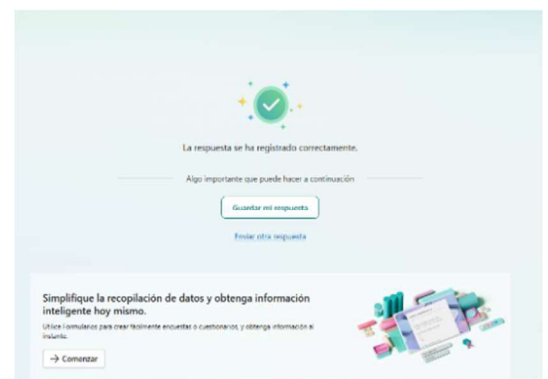 La respuesta se ha registrado correctamente.
Algo importante que puede hacer a continuación
Guardar mi respuesta
Enviar otra respuesta
Simplifique la recopilación de datos y obtenga información
inteligente hoy mismo.
Utilice Formularios para crear fácilmente encuestas o cuestionarios, y obtenga información al
instante.
→ Comenzar